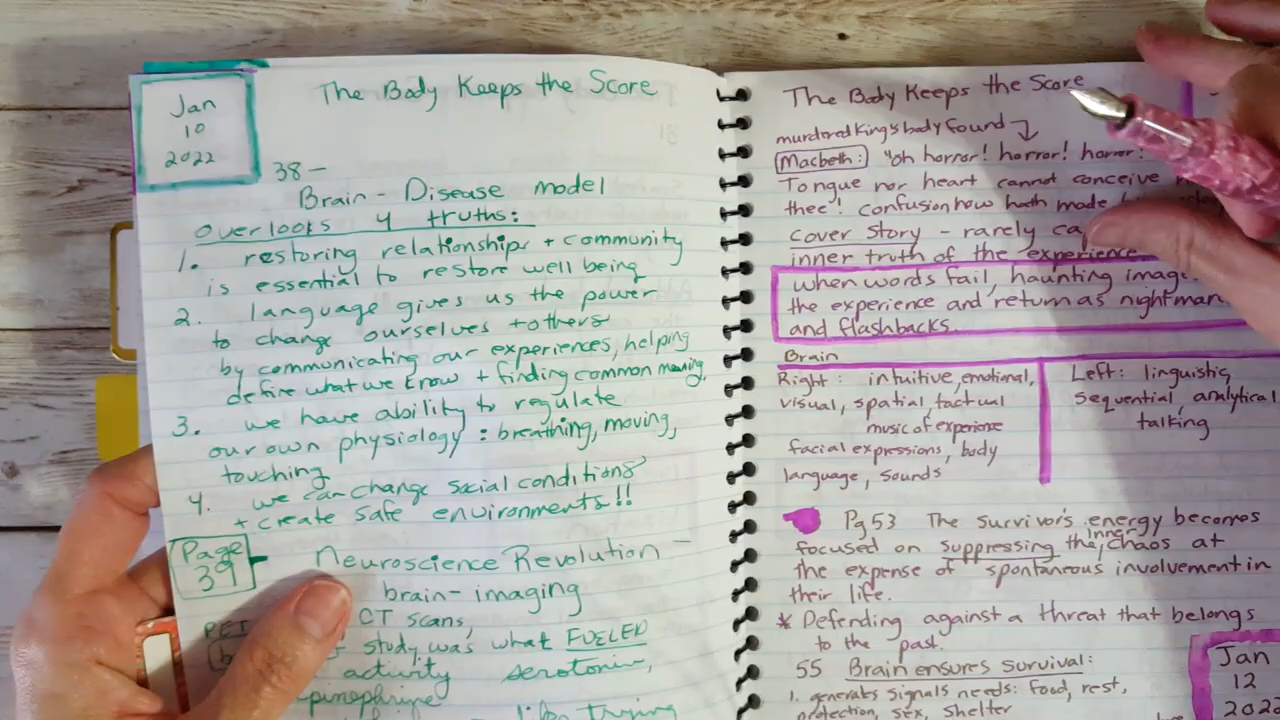 Jan
10
2022
The Body Keeps the Score
38 -
Brain - Disease model
overlooks 4 truths:
1. restoring relationships + community
is essential to restore well being
2. language gives us the power
to change ourselves + others
by communicating our experiences, helping
define what we know + finding common meaning.
3. we have ability to regulate
our own physiology : breathing, moving,
touching
4. we can change social conditions
+ create safe environments!!
Page
39
Neuroscience Revolution -
brain - imaging
CT scans,
study was what FUELED
activity serotonin,
The Body Keeps the Score
murdered king's body found
Macbeth: "oh horror! horror! horror!
Tongue nor heart cannot conceive
thee! confusion now hath made
cover story - rarely
inner truth of the experience
when words fail, haunting
the experience and return as
and flashbacks.
Brain
Right: intuitive, emotional,
visual, spatial, tactual
music of experience
facial expressions, body
language, sounds
Left: linguistic,
sequential, analytical
talking
Pg 53 The survivor's energy becomes
focused on suppressing the inner chaos at
the expense of spontaneous involvement in
their life.
* Defending against a threat that belongs
to the past.
55 Brain ensures survival:
1. generates signals needs: food, rest,
protection, sex, shelter
Jan
12